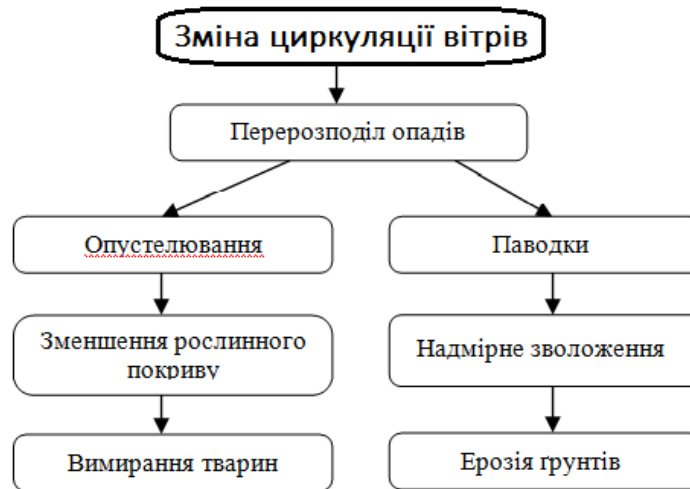 Зміна циркуляції вітрів
Перерозподіл опадів
Опустелювання
Паводки
Зменшення рослинного
покриву
Надмірне зволоження
Вимирання тварин
Ерозія ґрунтів